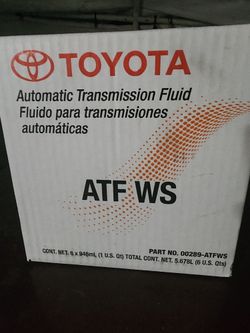 TOYOTA
Automatic Transmission Fluid
Fluido para transmisiones
automáticas
ATF WS
PART NO. 00289-ATFWS
CONT. NET. 6 x 946mL (1 U.S. Qt) TOTAL CONT. NET. 5.678L (6 U.S. Qts)